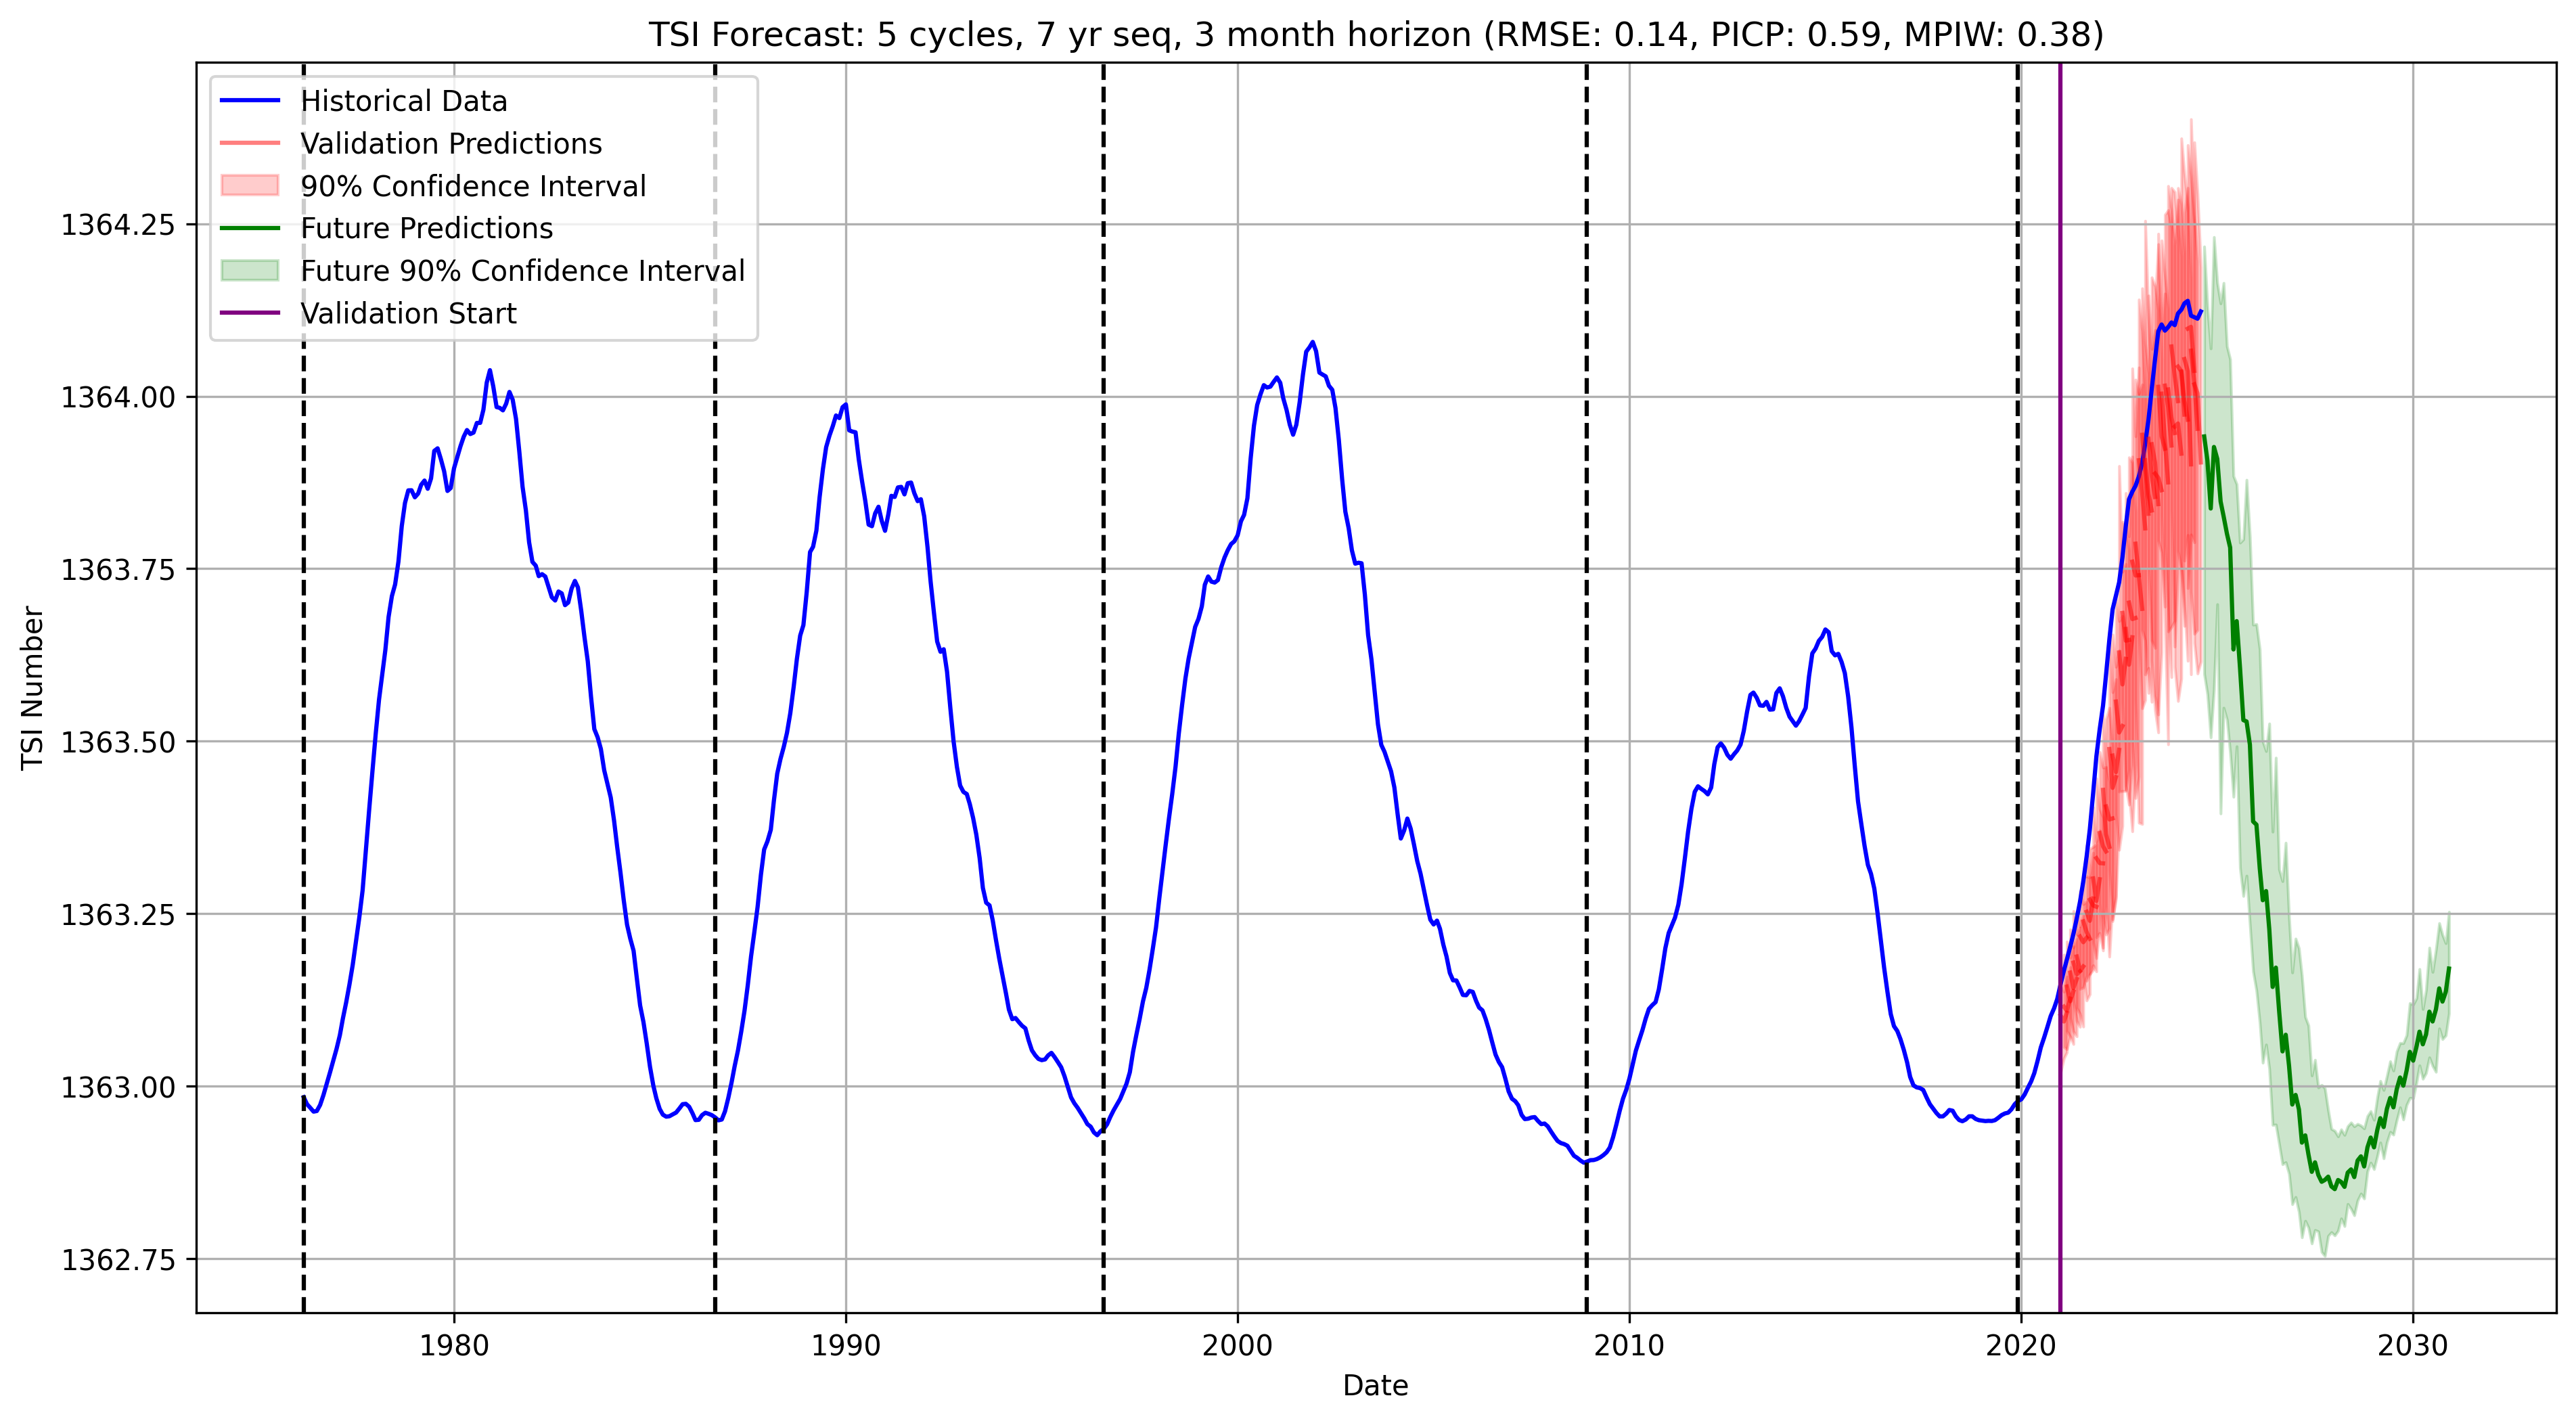 TSI Forecast: 5 cycles, 7 yr seq, 3 month horizon (RMSE: 0.14, PICP: 0.59, MPIW: 0.38)
Historical Data
Validation Predictions
90% Confidence Interval
Future Predictions
Future 90% Confidence Interval
Validation Start
TSI Number
1364.25
1364.00
1363.75
1363.50
1363.25
1363.00
1362.75
1980 1990 2000 2010 2020 2030
Date